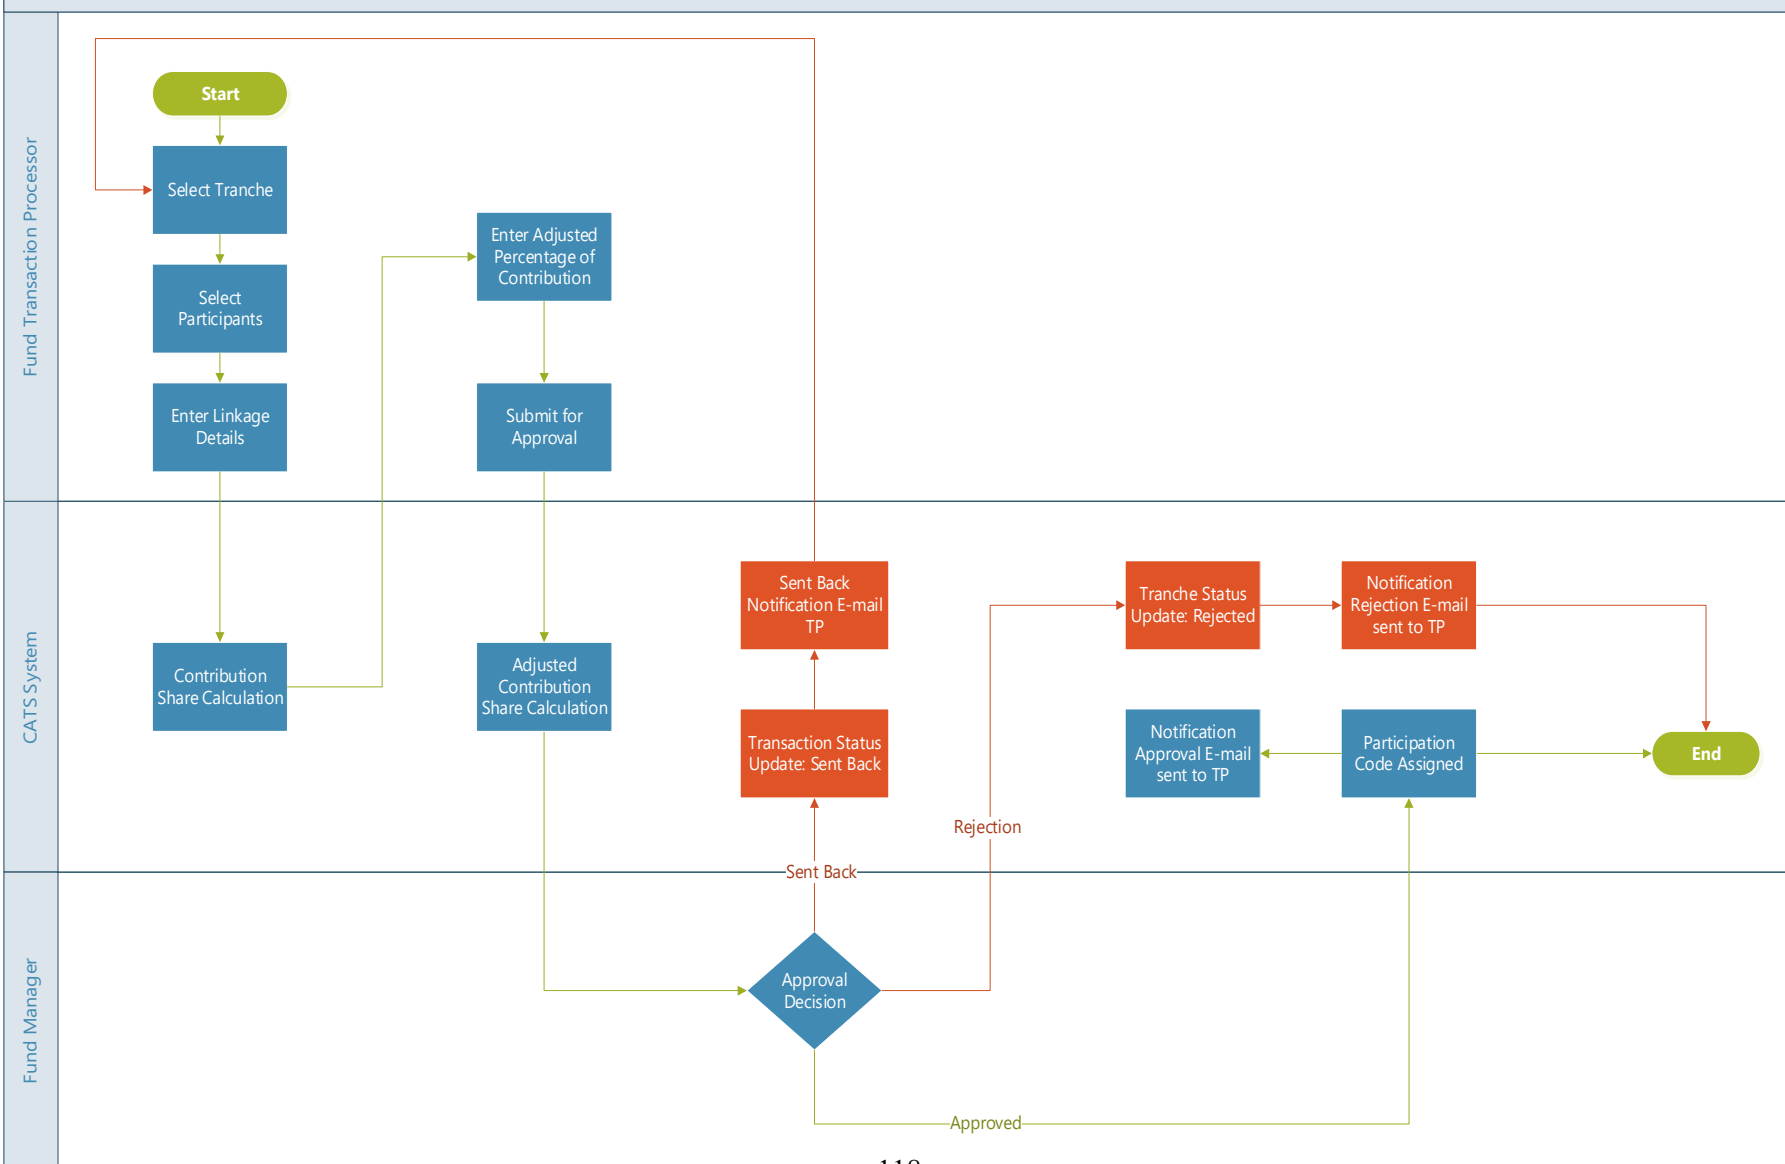 Fund Transaction Processor
Start
Select Tranche
Select
Participants
Enter Linkage
Details
Enter Adjusted
Percentage of
Contribution
Submit for
Approval
CATS System
Contribution
Share Calculation
Adjusted
Contribution
Share Calculation
Sent Back
Notification E-mail
TP
Transaction Status
Update: Sent Back
Tranche Status
Update: Rejected
Notification
Rejection E-mail
sent to TP
Notification
Approval E-mail
sent to TP
Participation
Code Assigned
End
Rejection
Sent Back
Fund Manager
Approval
Decision
Approved